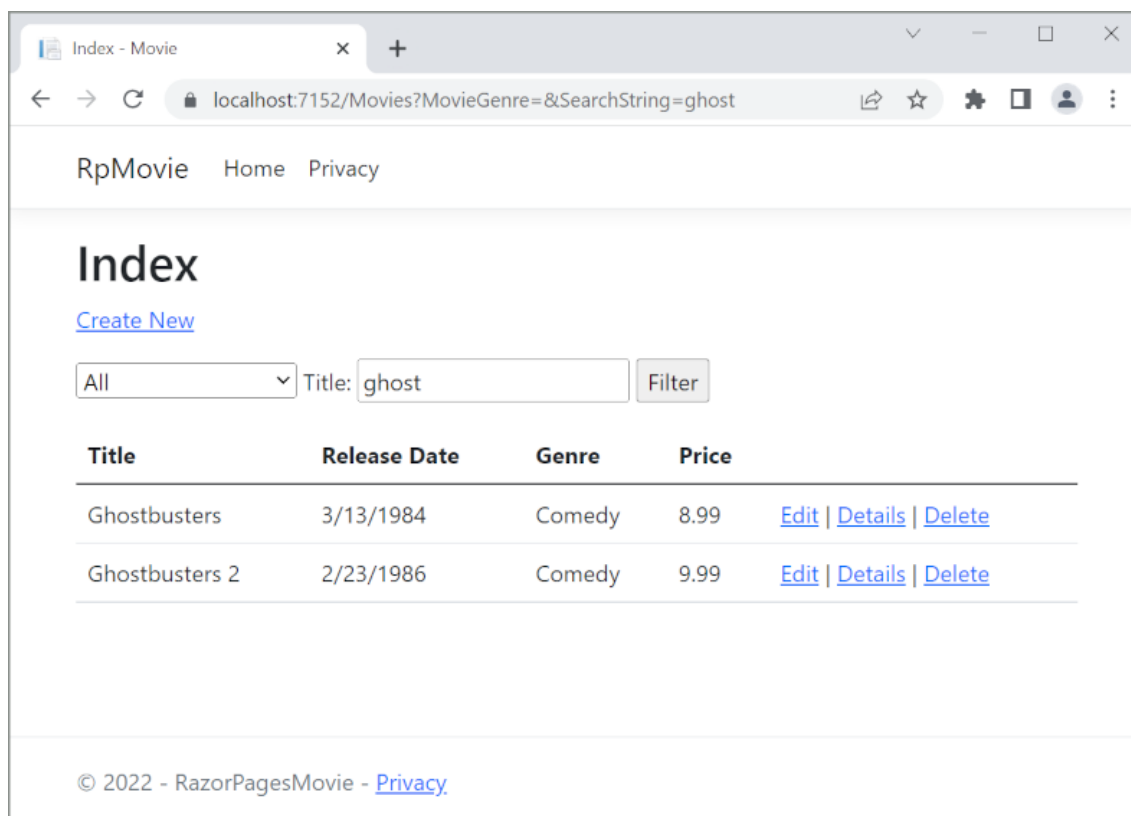 Index - Movie
localhost:7152/Movies?MovieGenre=&SearchString=ghost
RpMovie Home Privacy
Index
Create New
All Title: ghost Filter
Title Release Date Genre Price
Ghostbusters 3/13/1984 Comedy 8.99 Edit | Details | Delete
Ghostbusters 2 2/23/1986 Comedy 9.99 Edit | Details | Delete
© 2022 - RazorPagesMovie - Privacy